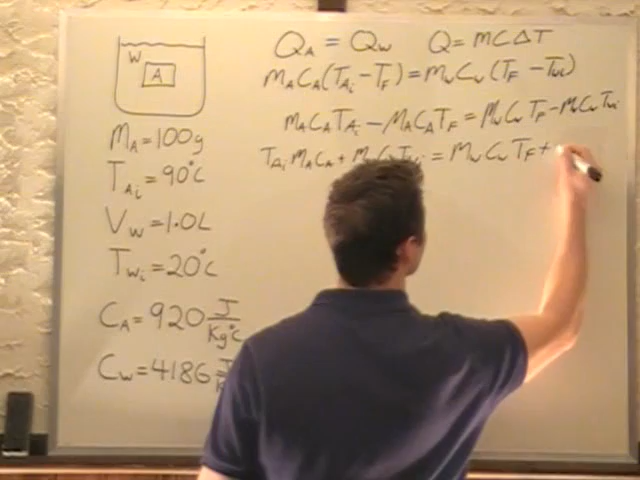 Q_A = Q_W Q = mCΔT
m_A C_A (T_Ai − T_F) = m_W C_W (T_F − T_Wi)
m_A C_A T_Ai − m_A C_A T_F = m_W C_W T_F − m_W C_W T_Wi
T_Ai m_A C_A + = m_W C_W T_F +
W
A
M_A = 100g
T_Ai = 90°C
V_W = 1.0L
T_Wi = 20°C
C_A = 920 J/Kg°C
C_W = 4186 J